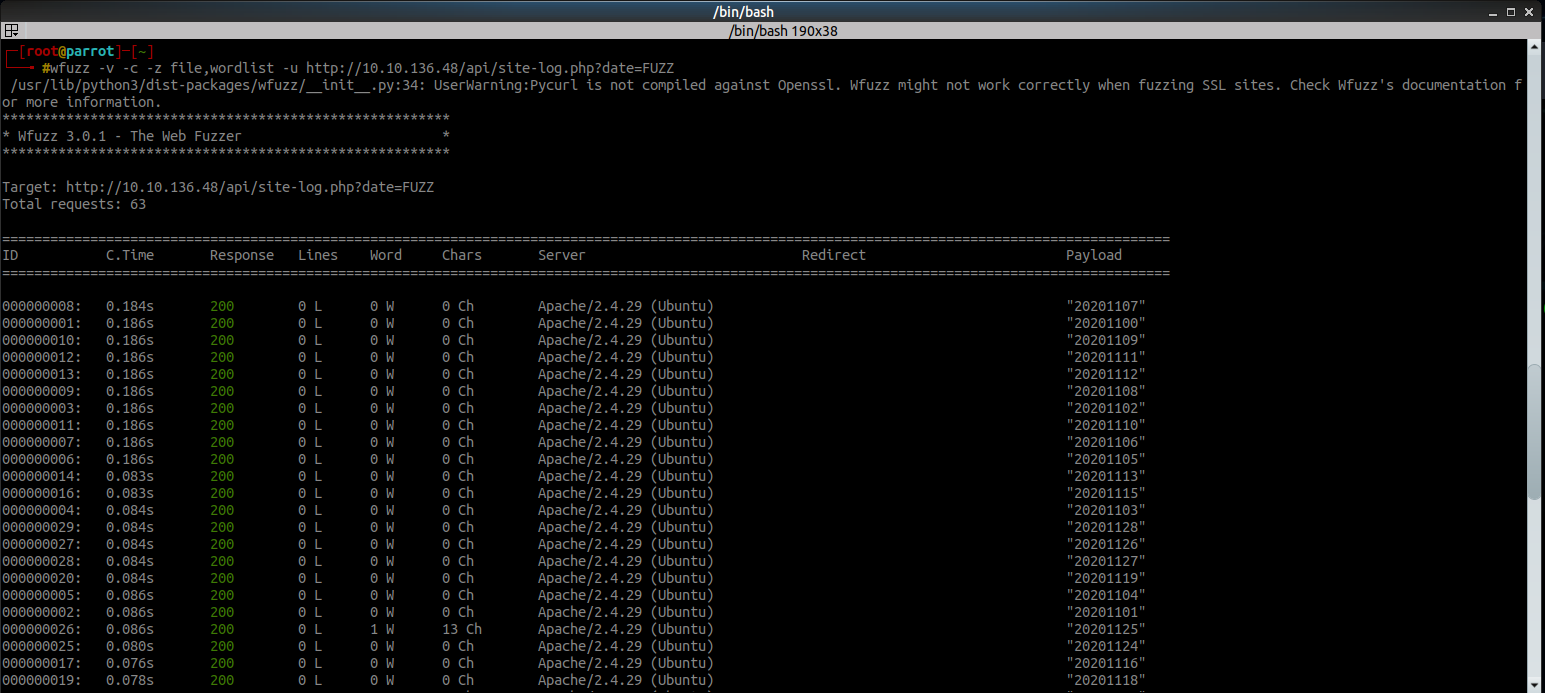 /bin/bash
/bin/bash 190x38
┌─[root@parrot]─[~]
└──╼ #wfuzz -v -c -z file,wordlist -u http://10.10.136.48/api/site-log.php?date=FUZZ
/usr/lib/python3/dist-packages/wfuzz/__init__.py:34: UserWarning:Pycurl is not compiled against Openssl. Wfuzz might not work correctly when fuzzing SSL sites. Check Wfuzz's documentation f
or more information.
********************************************************
* Wfuzz 3.0.1 - The Web Fuzzer                         *
********************************************************
Target: http://10.10.136.48/api/site-log.php?date=FUZZ
Total requests: 63
==================================================================================================================================================
ID           C.Time       Response   Lines    Word     Chars       Server                           Redirect                         Payload
==================================================================================================================================================
000000008:   0.184s       200        0 L      0 W      0 Ch        Apache/2.4.29 (Ubuntu)                                            "20201107"
000000001:   0.186s       200        0 L      0 W      0 Ch        Apache/2.4.29 (Ubuntu)                                            "20201100"
000000010:   0.186s       200        0 L      0 W      0 Ch        Apache/2.4.29 (Ubuntu)                                            "20201109"
000000012:   0.186s       200        0 L      0 W      0 Ch        Apache/2.4.29 (Ubuntu)                                            "20201111"
000000013:   0.186s       200        0 L      0 W      0 Ch        Apache/2.4.29 (Ubuntu)                                            "20201112"
000000009:   0.186s       200        0 L      0 W      0 Ch        Apache/2.4.29 (Ubuntu)                                            "20201108"
000000003:   0.186s       200        0 L      0 W      0 Ch        Apache/2.4.29 (Ubuntu)                                            "20201102"
000000011:   0.186s       200        0 L      0 W      0 Ch        Apache/2.4.29 (Ubuntu)                                            "20201110"
000000007:   0.186s       200        0 L      0 W      0 Ch        Apache/2.4.29 (Ubuntu)                                            "20201106"
000000006:   0.186s       200        0 L      0 W      0 Ch        Apache/2.4.29 (Ubuntu)                                            "20201105"
000000014:   0.083s       200        0 L      0 W      0 Ch        Apache/2.4.29 (Ubuntu)                                            "20201113"
000000016:   0.083s       200        0 L      0 W      0 Ch        Apache/2.4.29 (Ubuntu)                                            "20201115"
000000004:   0.084s       200        0 L      0 W      0 Ch        Apache/2.4.29 (Ubuntu)                                            "20201103"
000000029:   0.084s       200        0 L      0 W      0 Ch        Apache/2.4.29 (Ubuntu)                                            "20201128"
000000027:   0.084s       200        0 L      0 W      0 Ch        Apache/2.4.29 (Ubuntu)                                            "20201126"
000000028:   0.084s       200        0 L      0 W      0 Ch        Apache/2.4.29 (Ubuntu)                                            "20201127"
000000020:   0.084s       200        0 L      0 W      0 Ch        Apache/2.4.29 (Ubuntu)                                            "20201119"
000000005:   0.086s       200        0 L      0 W      0 Ch        Apache/2.4.29 (Ubuntu)                                            "20201104"
000000002:   0.086s       200        0 L      0 W      0 Ch        Apache/2.4.29 (Ubuntu)                                            "20201101"
000000026:   0.086s       200        0 L      1 W      13 Ch       Apache/2.4.29 (Ubuntu)                                            "20201125"
000000025:   0.080s       200        0 L      0 W      0 Ch        Apache/2.4.29 (Ubuntu)                                            "20201124"
000000017:   0.076s       200        0 L      0 W      0 Ch        Apache/2.4.29 (Ubuntu)                                            "20201116"
000000019:   0.078s       200        0 L      0 W      0 Ch        Apache/2.4.29 (Ubuntu)                                            "20201118"